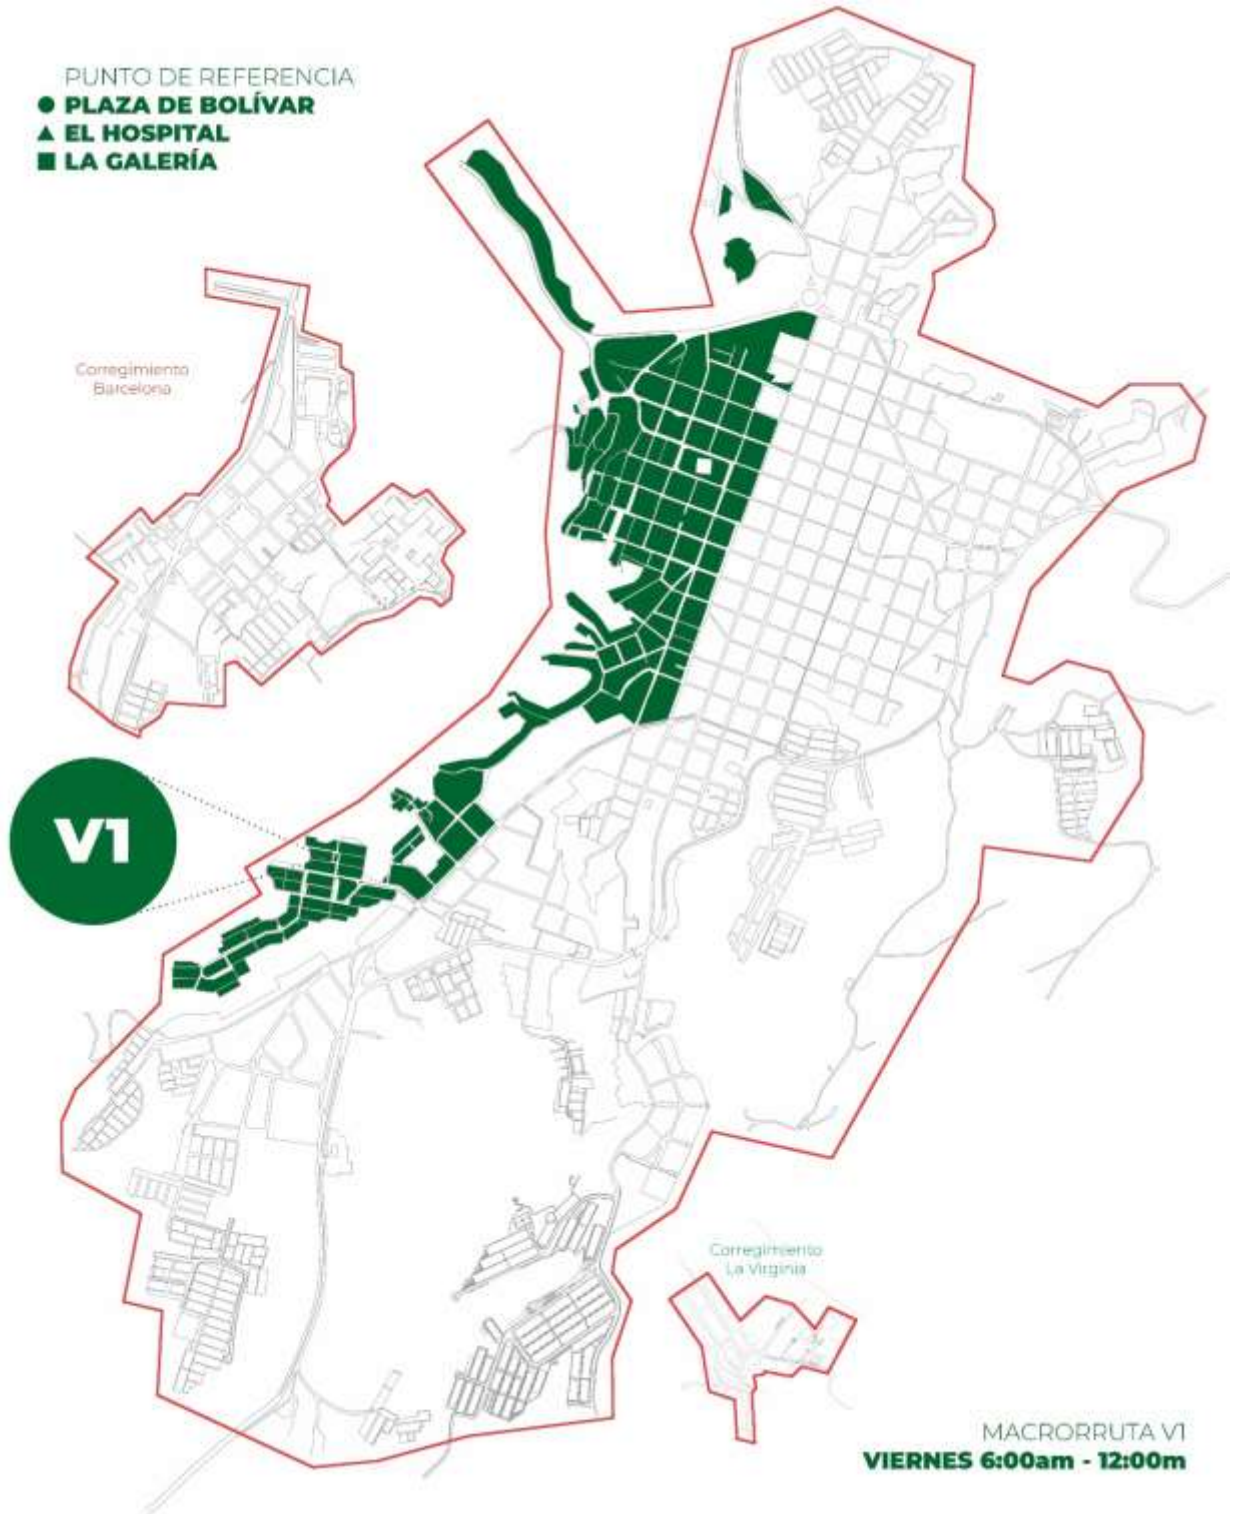 PUNTO DE REFERENCIA
PLAZA DE BOLÍVAR
EL HOSPITAL
LA GALERÍA
Corregimiento
Barcelona
V1
Corregimiento
La Virginia
MACRORRUTA V1
VIERNES 6:00am - 12:00m